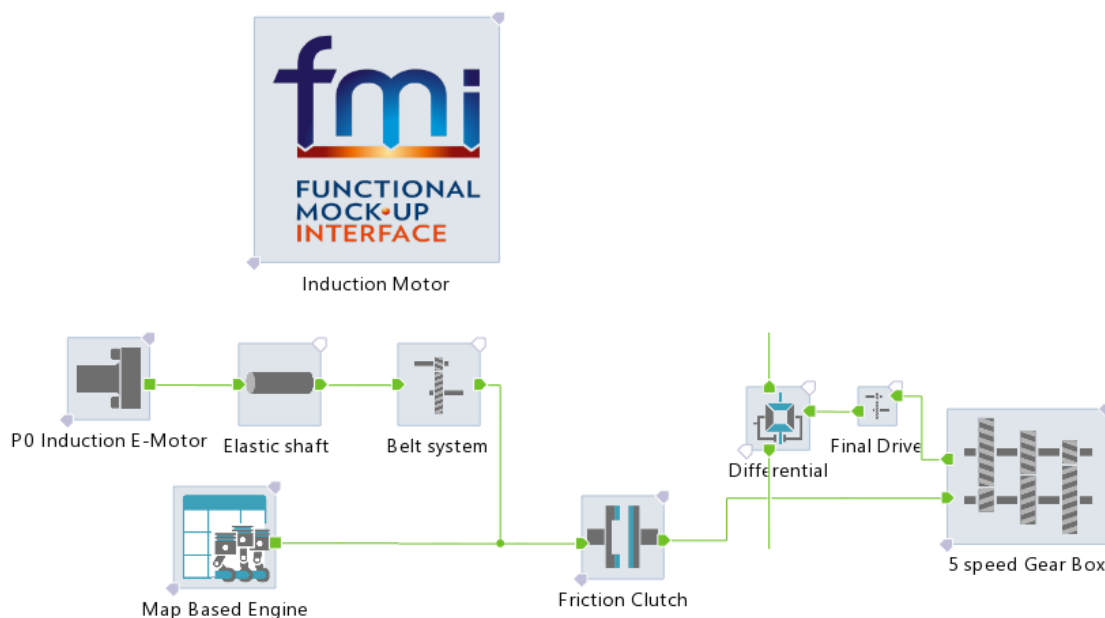 fmi
FUNCTIONAL
MOCK-UP
INTERFACE
Induction Motor
P0 Induction E-Motor
Elastic shaft
Belt system
Differential
Final Drive
5 speed Gear Box
Map Based Engine
Friction Clutch